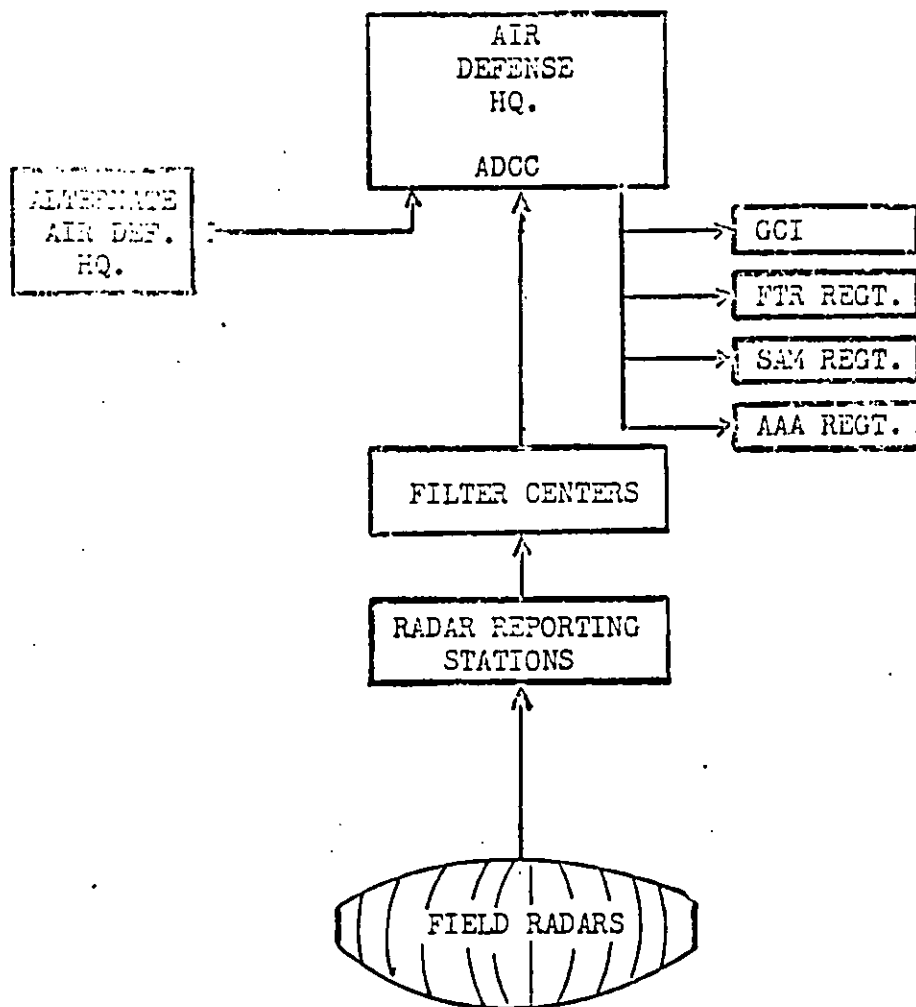 AIR
DEFENSE
HQ.
ADCC
ALTERNATE
AIR DEF.
HQ.
GCI
FTR REGT.
SAM REGT.
AAA REGT.
FILTER CENTERS
RADAR REPORTING
STATIONS
FIELD RADARS